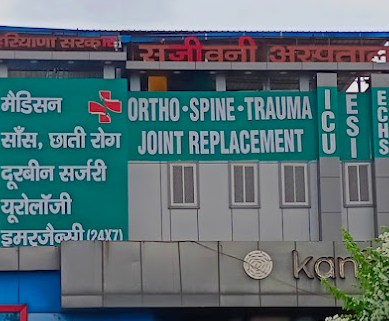 हरियाणा सरकार
संजीवनी अस्पताल
मैडिसन
साँस, छाती रोग
दूरबीन सर्जरी
यूरोलॉजी
इमरजैन्सी (24X7)
ORTHO • SPINE • TRAUMA
JOINT REPLACEMENT
ICU
ESI
ECHS
kan